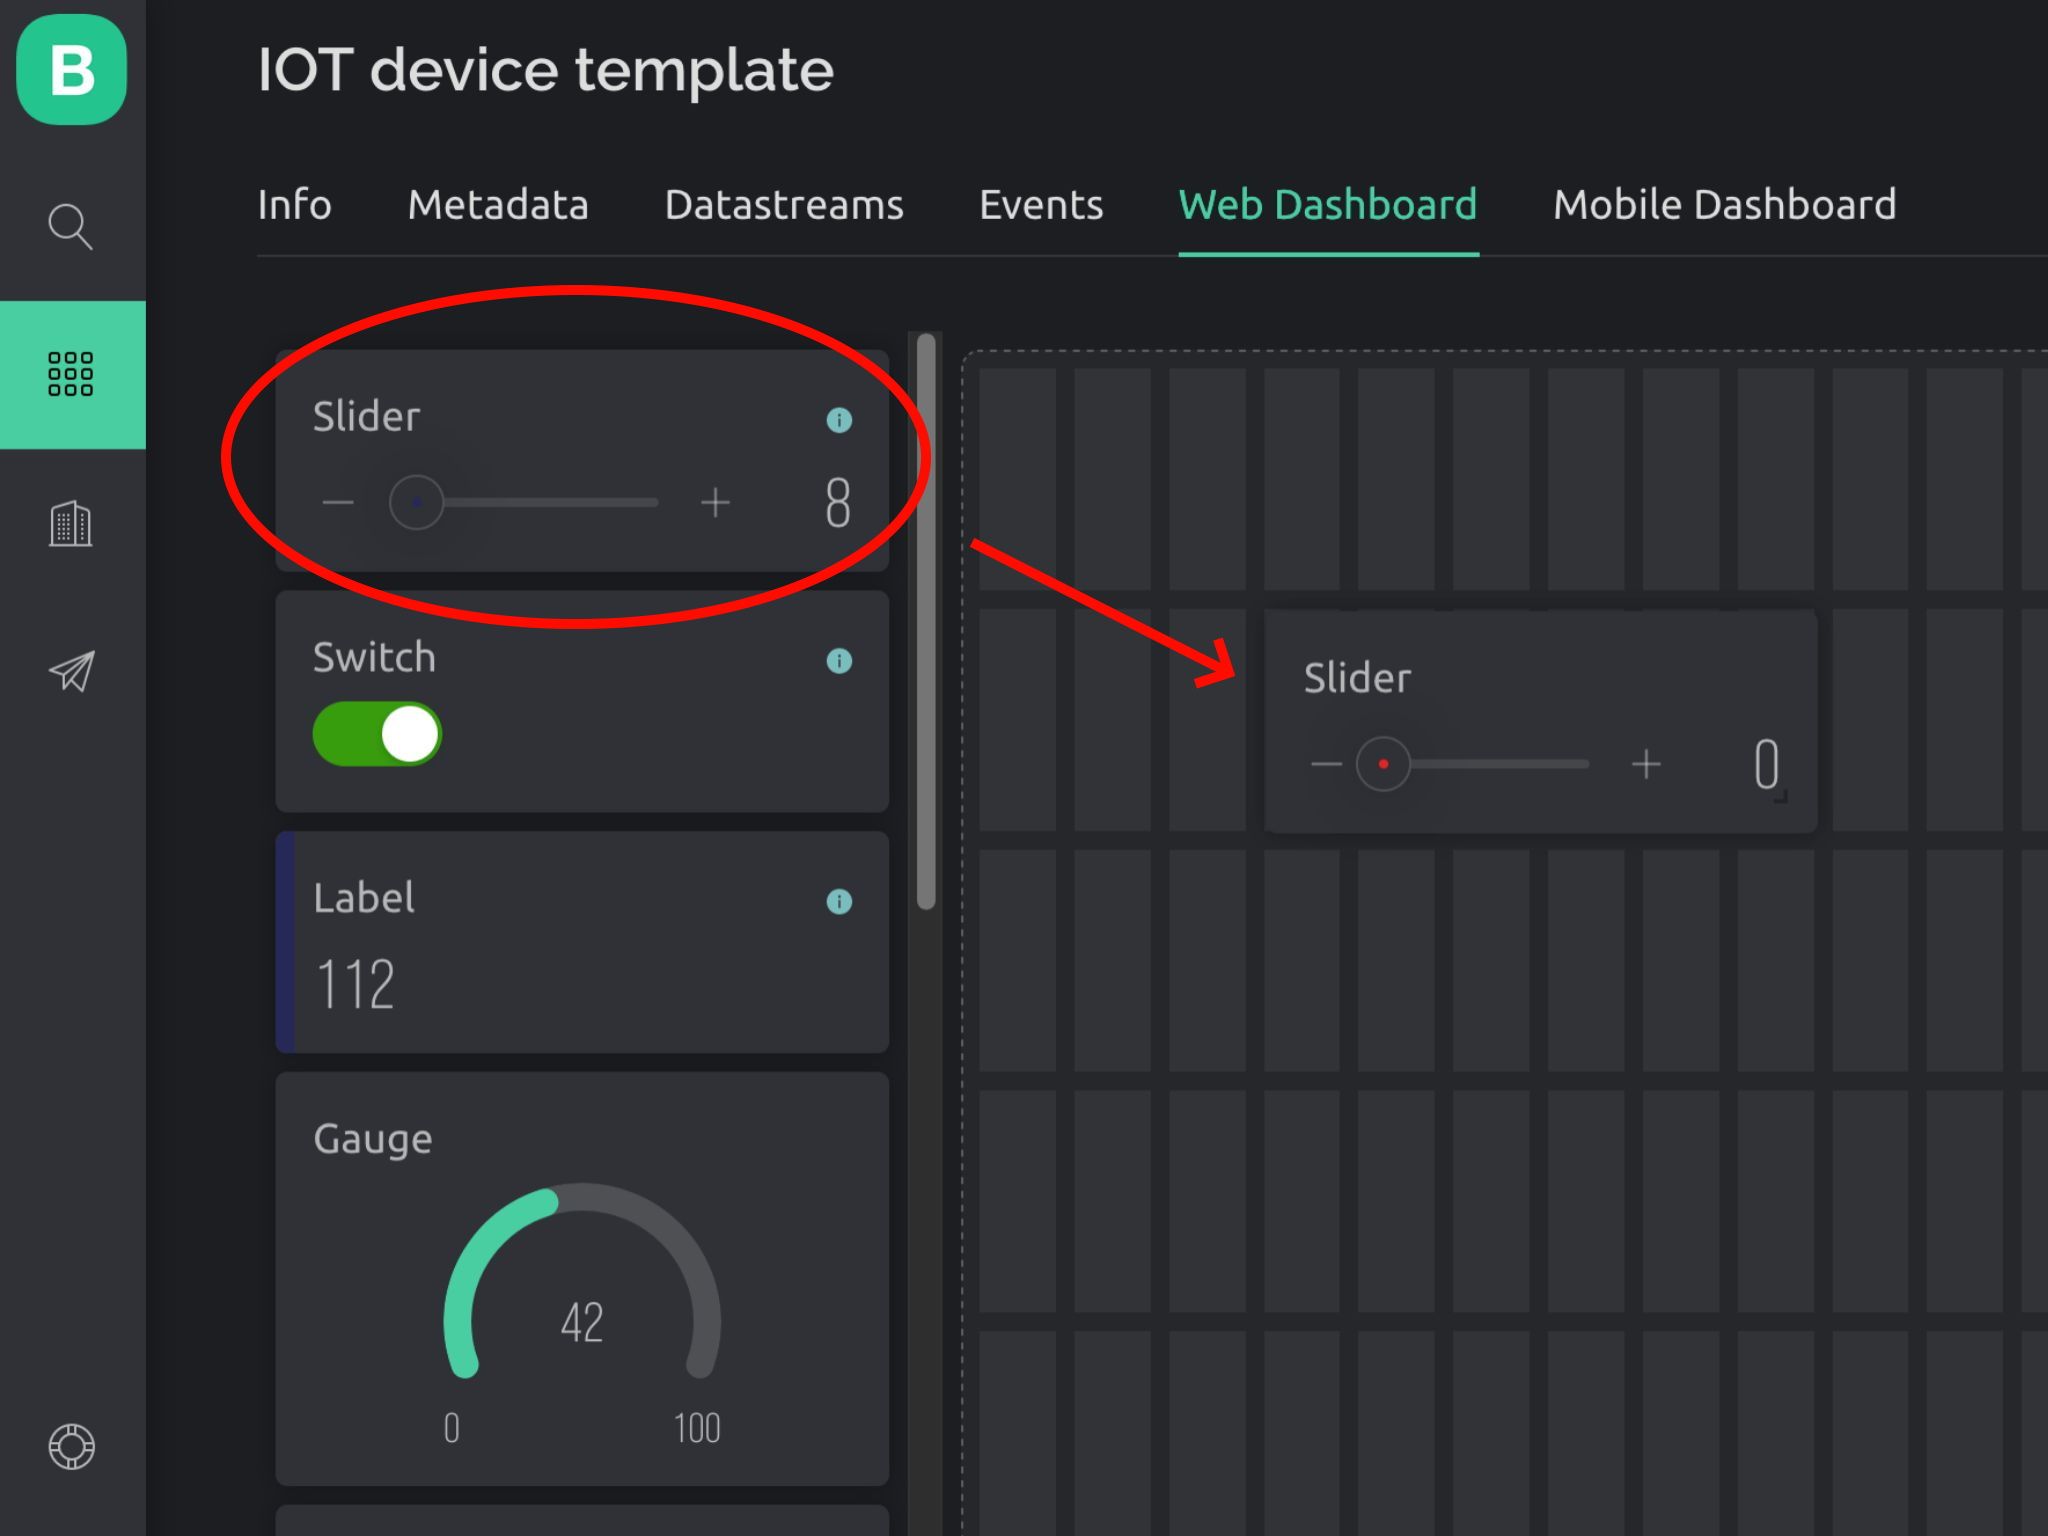 B
IOT device template
Info Metadata Datastreams Events Web Dashboard Mobile Dashboard
Slider
8
Switch
Label
112
Gauge
42
0 100
Slider
0